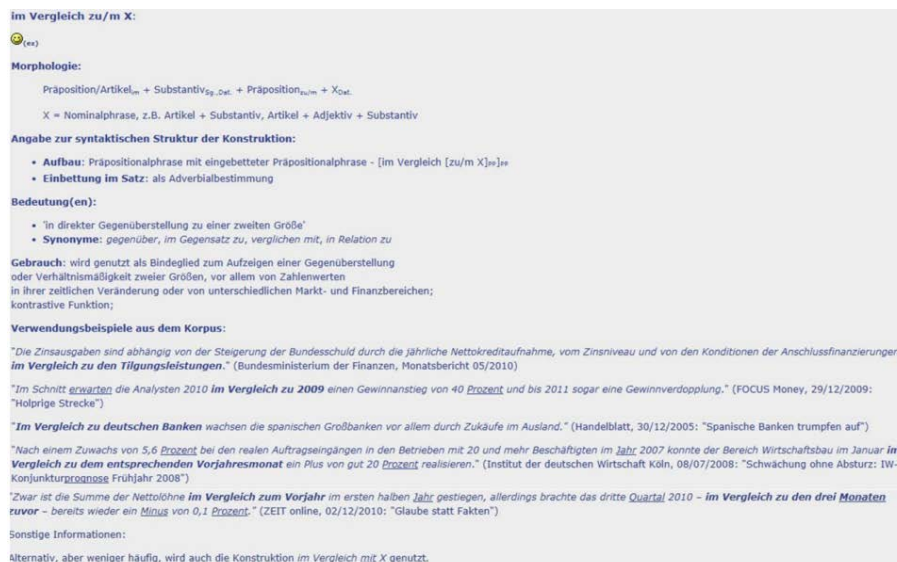 im Vergleich zu/m X:
(ex)
Morphologie:
Präposition/Artikel im + Substantiv Sg.,Dat. + Präposition zu/m + X Dat.
X = Nominalphrase, z.B. Artikel + Substantiv, Artikel + Adjektiv + Substantiv
Angabe zur syntaktischen Struktur der Konstruktion:
• Aufbau: Präpositionalphrase mit eingebetteter Präpositionalphrase - [im Vergleich [zu/m X]PP]PP
• Einbettung im Satz: als Adverbialbestimmung
Bedeutung(en):
• 'in direkter Gegenüberstellung zu einer zweiten Größe'
• Synonyme: gegenüber, im Gegensatz zu, verglichen mit, in Relation zu
Gebrauch: wird genutzt als Bindeglied zum Aufzeigen einer Gegenüberstellung
oder Verhältnismäßigkeit zweier Größen, vor allem von Zahlenwerten
in ihrer zeitlichen Veränderung oder von unterschiedlichen Markt- und Finanzbereichen;
kontrastive Funktion;
Verwendungsbeispiele aus dem Korpus:
"Die Zinsausgaben sind abhängig von der Steigerung der Bundesschuld durch die jährliche Nettokreditaufnahme, vom Zinsniveau und von den Konditionen der Anschlussfinanzierungen
im Vergleich zu den Tilgungsleistungen." (Bundesministerium der Finanzen, Monatsbericht 05/2010)
"Im Schnitt erwarten die Analysten 2010 im Vergleich zu 2009 einen Gewinnanstieg von 40 Prozent und bis 2011 sogar eine Gewinnverdopplung." (FOCUS Money, 29/12/2009:
"Holprige Strecke")
"Im Vergleich zu deutschen Banken wachsen die spanischen Großbanken vor allem durch Zukäufe im Ausland." (Handelblatt, 30/12/2005: "Spanische Banken trumpfen auf")
"Nach einem Zuwachs von 5,6 Prozent bei den realen Auftragseingängen in den Betrieben mit 20 und mehr Beschäftigten im Jahr 2007 konnte der Bereich Wirtschaftsbau im Januar im
Vergleich zu dem entsprechenden Vorjahresmonat ein Plus von gut 20 Prozent realisieren." (Institut der deutschen Wirtschaft Köln, 08/07/2008: "Schwächung ohne Absturz: IW-
Konjunkturprognose Frühjahr 2008")
"Zwar ist die Summe der Nettolöhne im Vergleich zum Vorjahr im ersten halben Jahr gestiegen, allerdings brachte das dritte Quartal 2010 – im Vergleich zu den drei Monaten
zuvor – bereits wieder ein Minus von 0,1 Prozent." (ZEIT online, 02/12/2010: "Glaube statt Fakten")
Sonstige Informationen:
Alternativ, aber weniger häufig, wird auch die Konstruktion im Vergleich mit X genutzt.